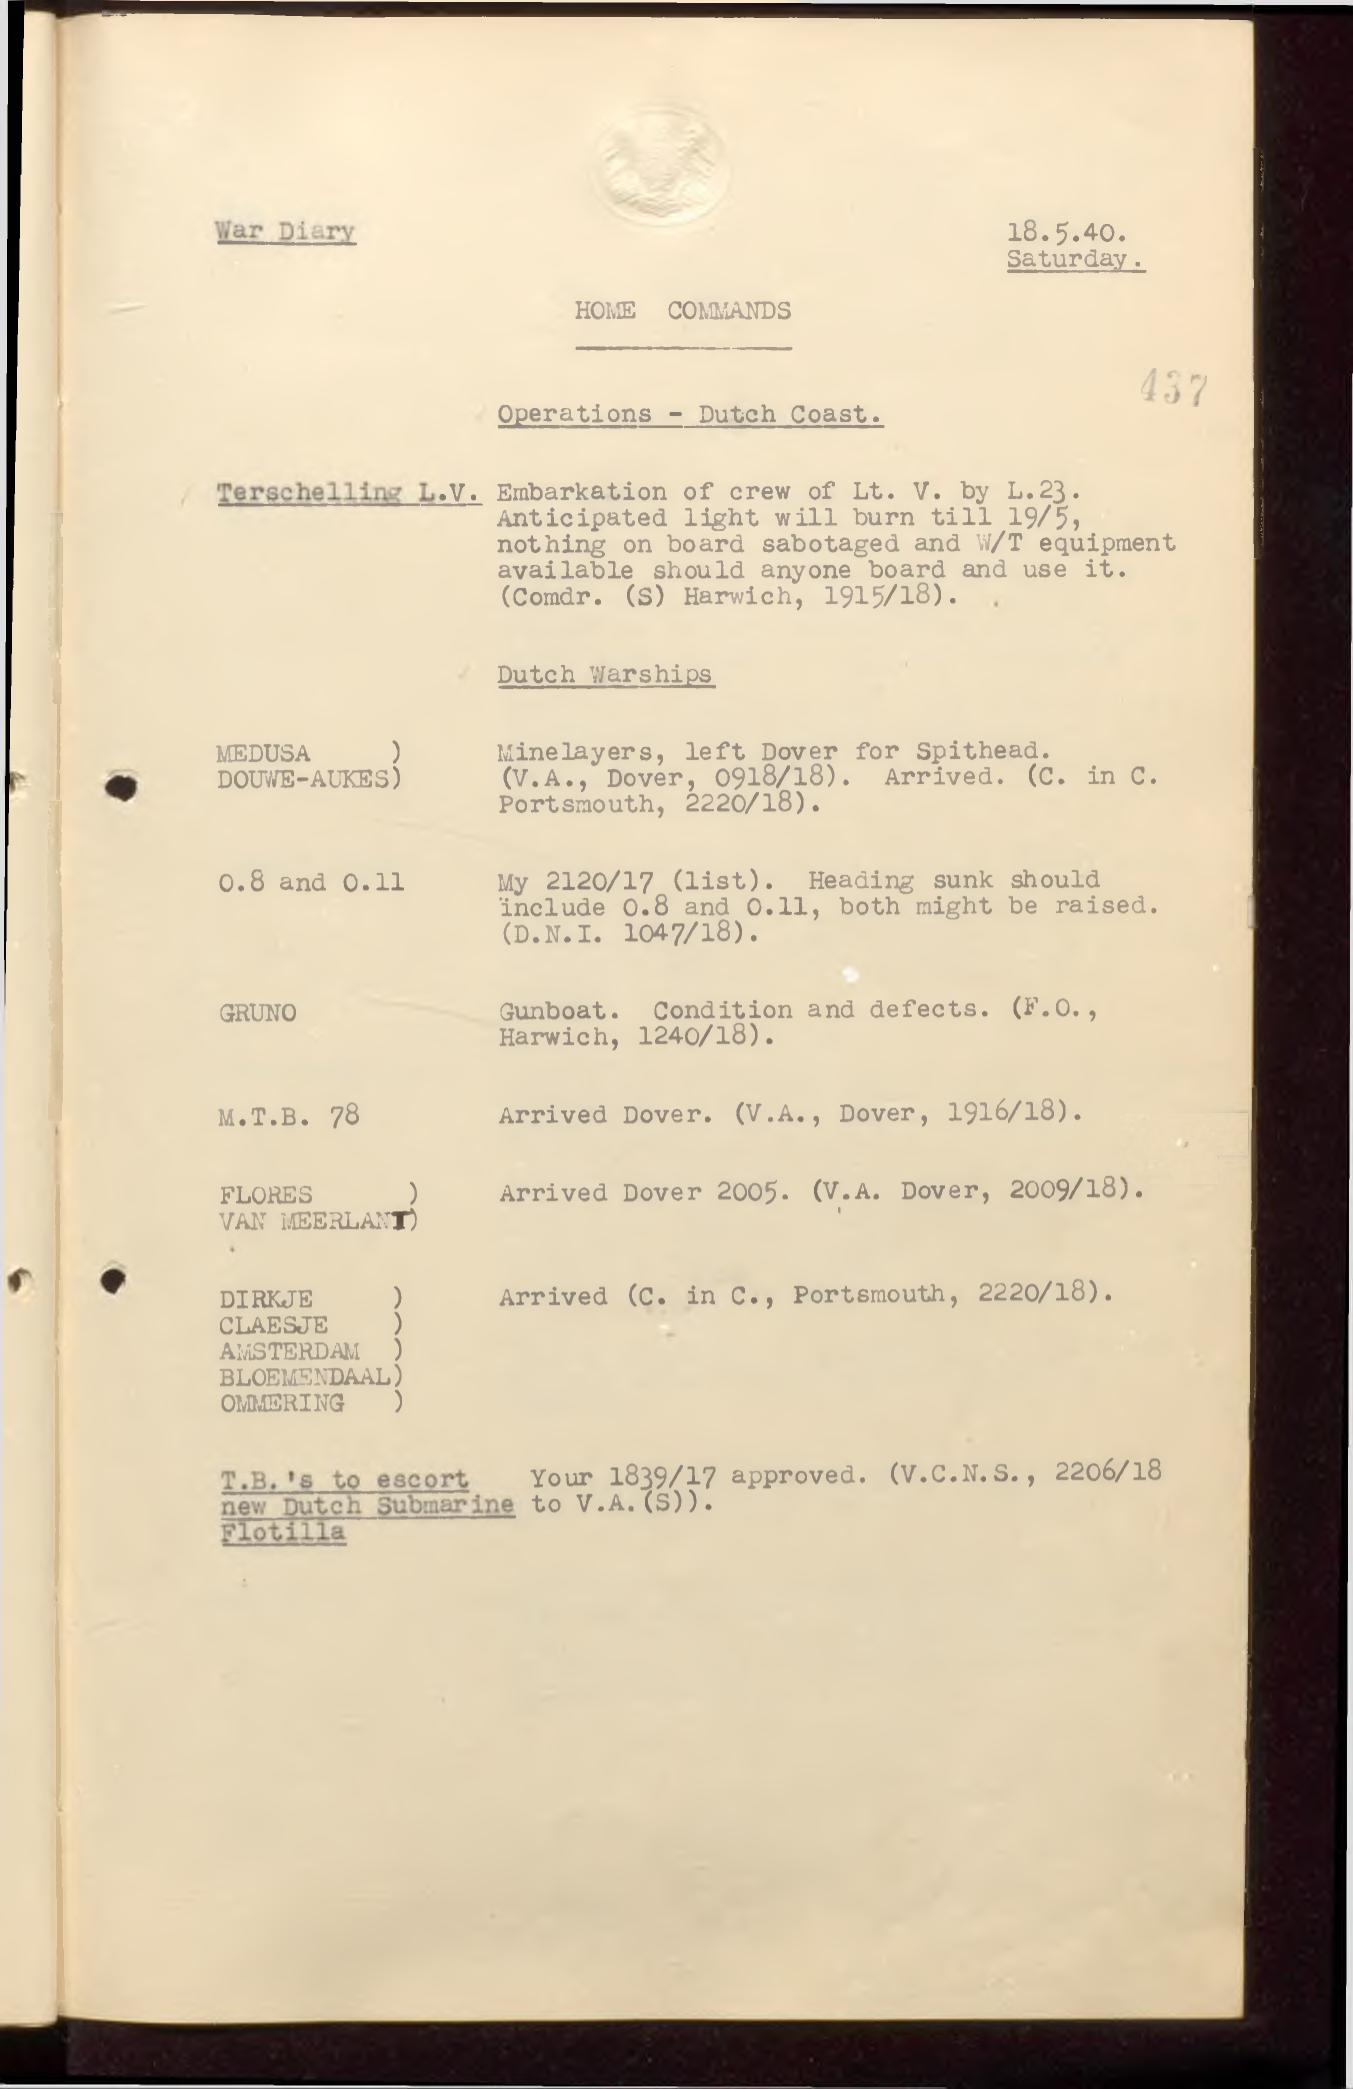 War Diary
18.5.40.
Saturday.
HOME COMMANDS
437
Operations - Dutch Coast.
Terschelling L.V. Embarkation of crew of Lt. V. by L.23.
Anticipated light will burn till 19/5,
nothing on board sabotaged and W/T equipment
available should anyone board and use it.
(Comdr. (S) Harwich, 1915/18).
Dutch Warships
MEDUSA ) Minelayers, left Dover for Spithead.
DOUWE-AUKES) (V.A., Dover, 0918/18). Arrived. (C. in C.
Portsmouth, 2220/18).
0.8 and 0.11 My 2120/17 (list). Heading sunk should
include 0.8 and 0.11, both might be raised.
(D.N.I. 1047/18).
GRUNO Gunboat. Condition and defects. (F.O.,
Harwich, 1240/18).
M.T.B. 78 Arrived Dover. (V.A., Dover, 1916/18).
FLORES ) Arrived Dover 2005. (V.A. Dover, 2009/18).
VAN MEERLANT)
DIRKJE ) Arrived (C. in C., Portsmouth, 2220/18).
CLAESJE )
AMSTERDAM )
BLOEMENDAAL)
OMMERING )
T.B.'s to escort Your 1839/17 approved. (V.C.N.S., 2206/18
new Dutch Submarine to V.A.(S)).
Flotilla